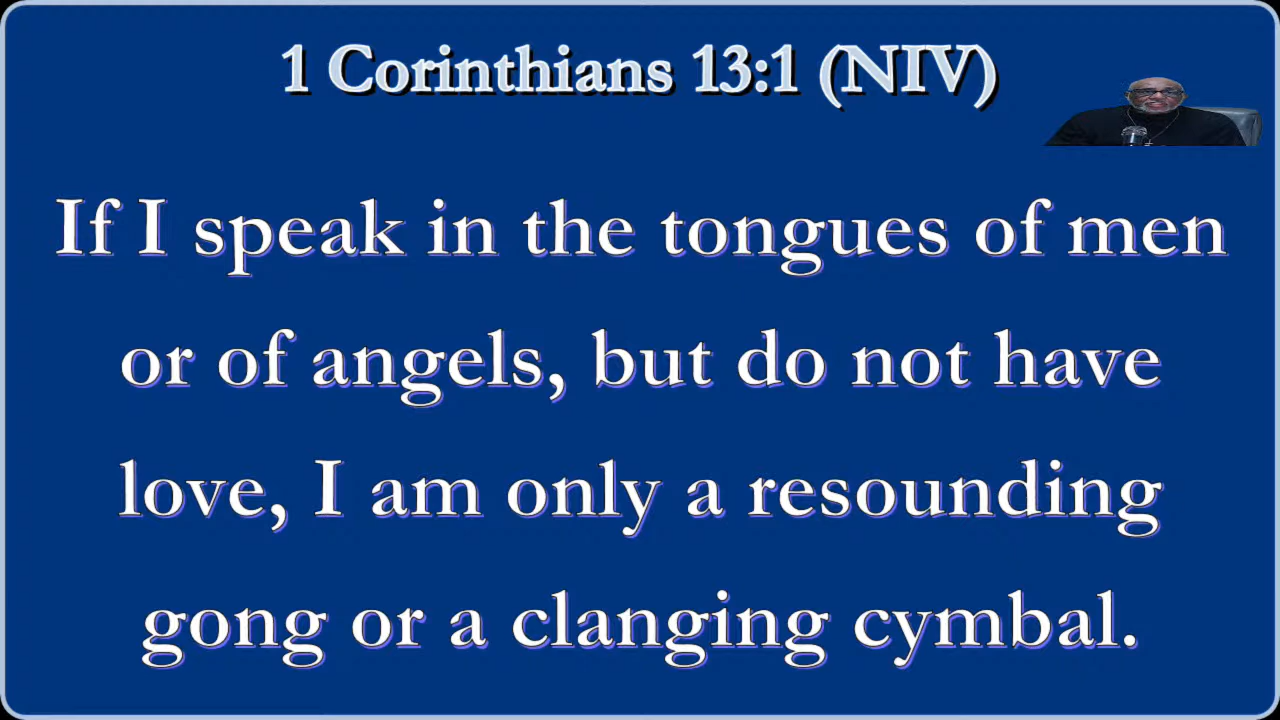 1 Corinthians 13:1 (NIV)
If I speak in the tongues of men
or of angels, but do not have
love, I am only a resounding
gong or a clanging cymbal.